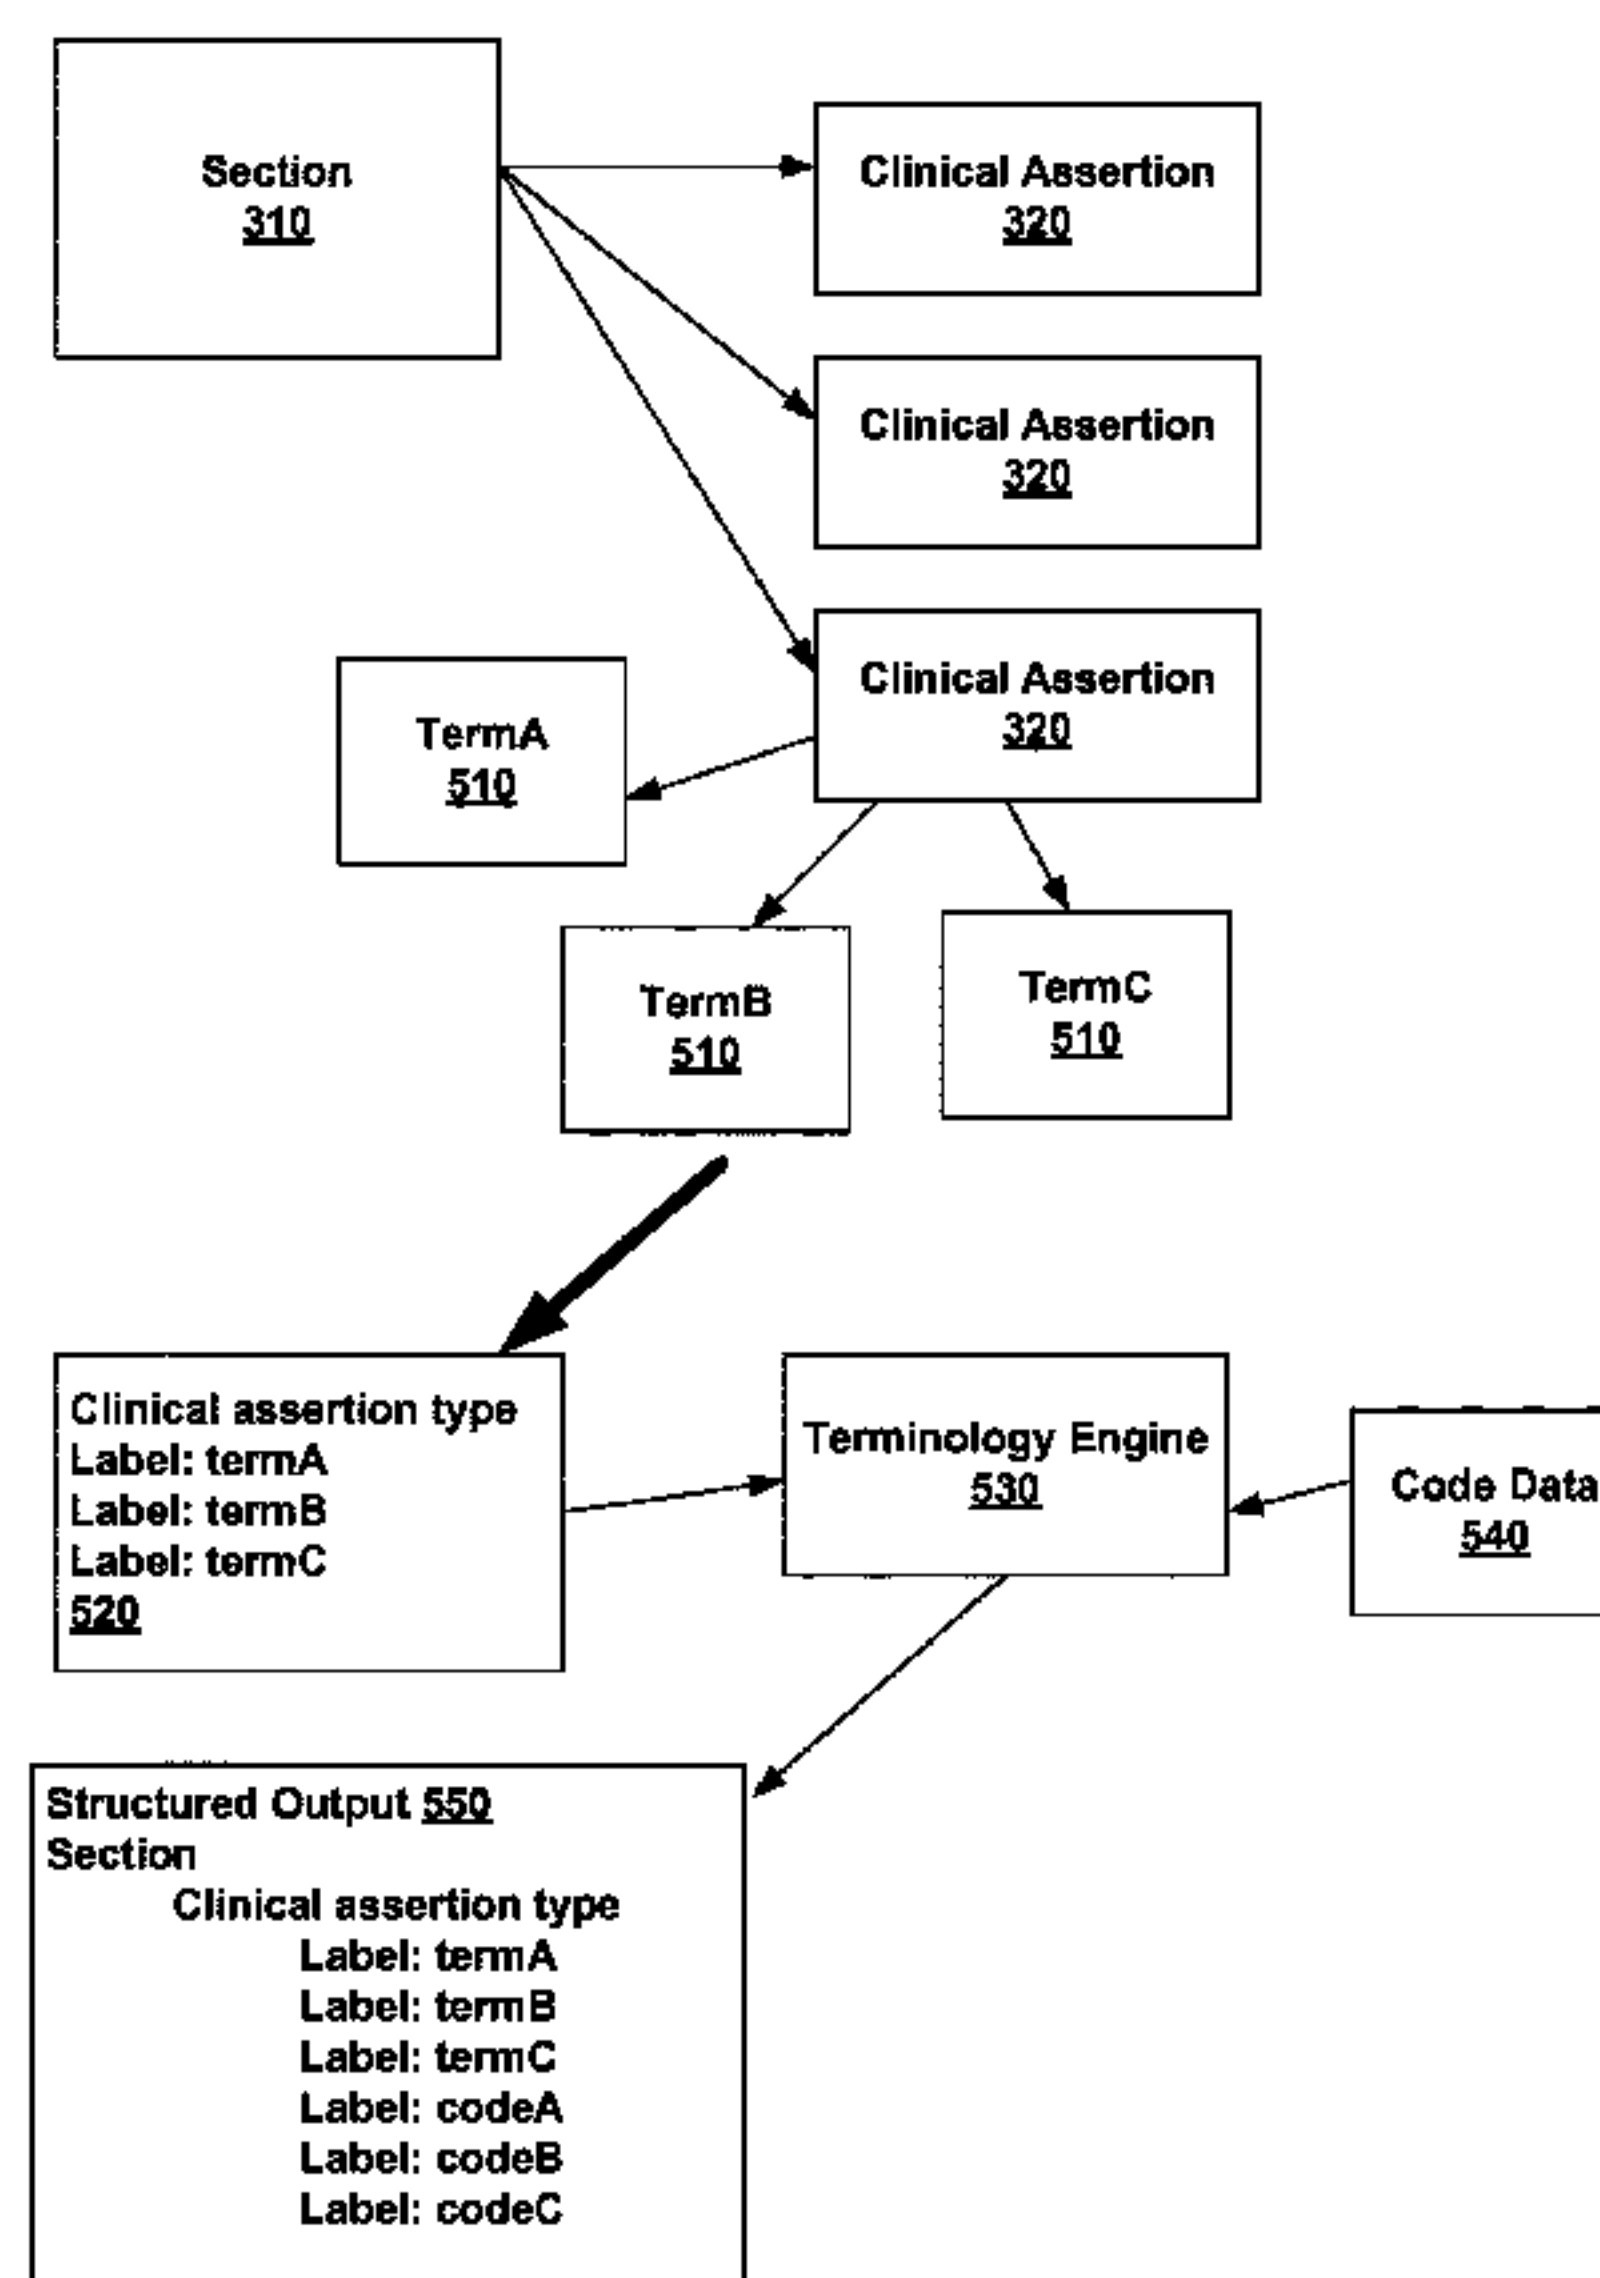 Section
310
Clinical Assertion
320
Clinical Assertion
320
Clinical Assertion
320
TermA
510
TermB
510
TermC
510
Clinical assertion type
Label: termA
Label: termB
Label: termC
520
Terminology Engine
530
Code Data
540
Structured Output 550
Section
Clinical assertion type
Label: termA
Label: termB
Label: termC
Label: codeA
Label: codeB
Label: codeC